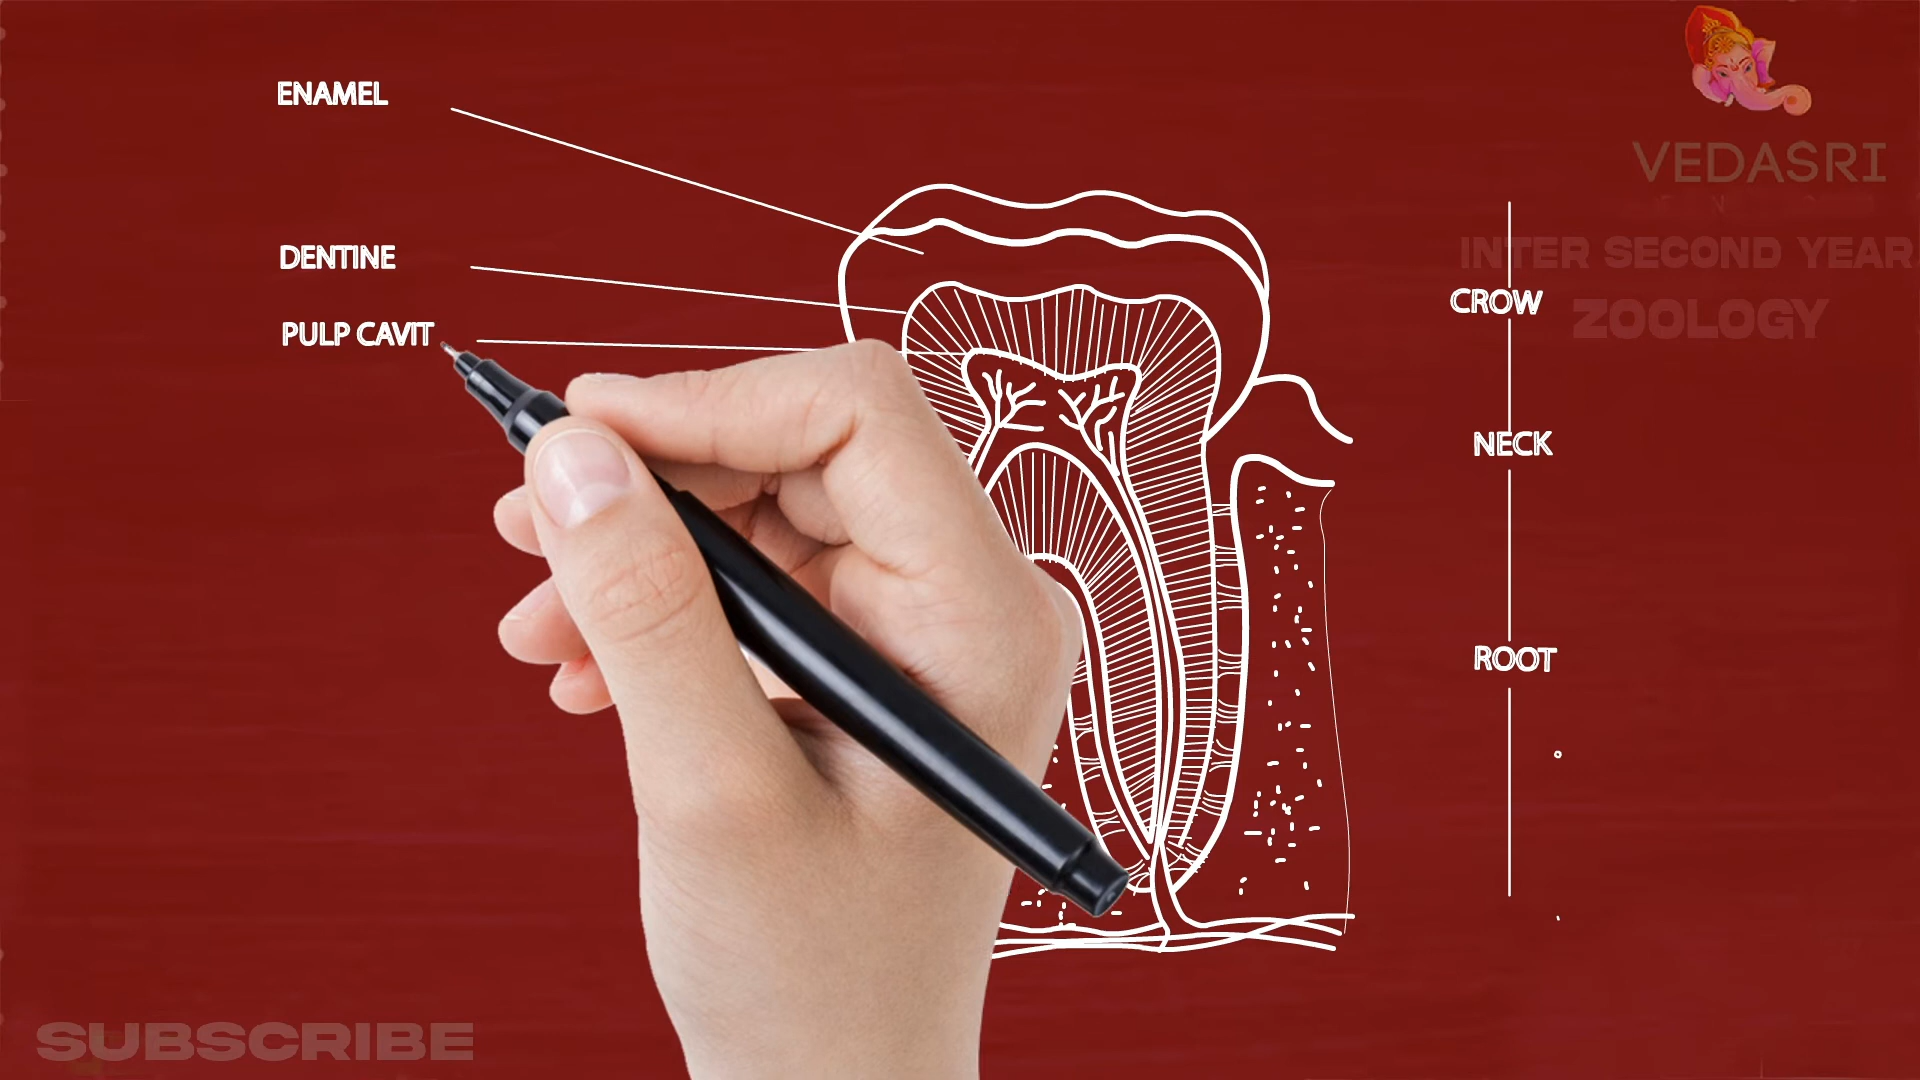 ENAMEL
DENTINE
PULP CAVIT
VEDASRI
INTER SECOND YEAR
ZOOLOGY
CROW
NECK
ROOT
SUBSCRIBE